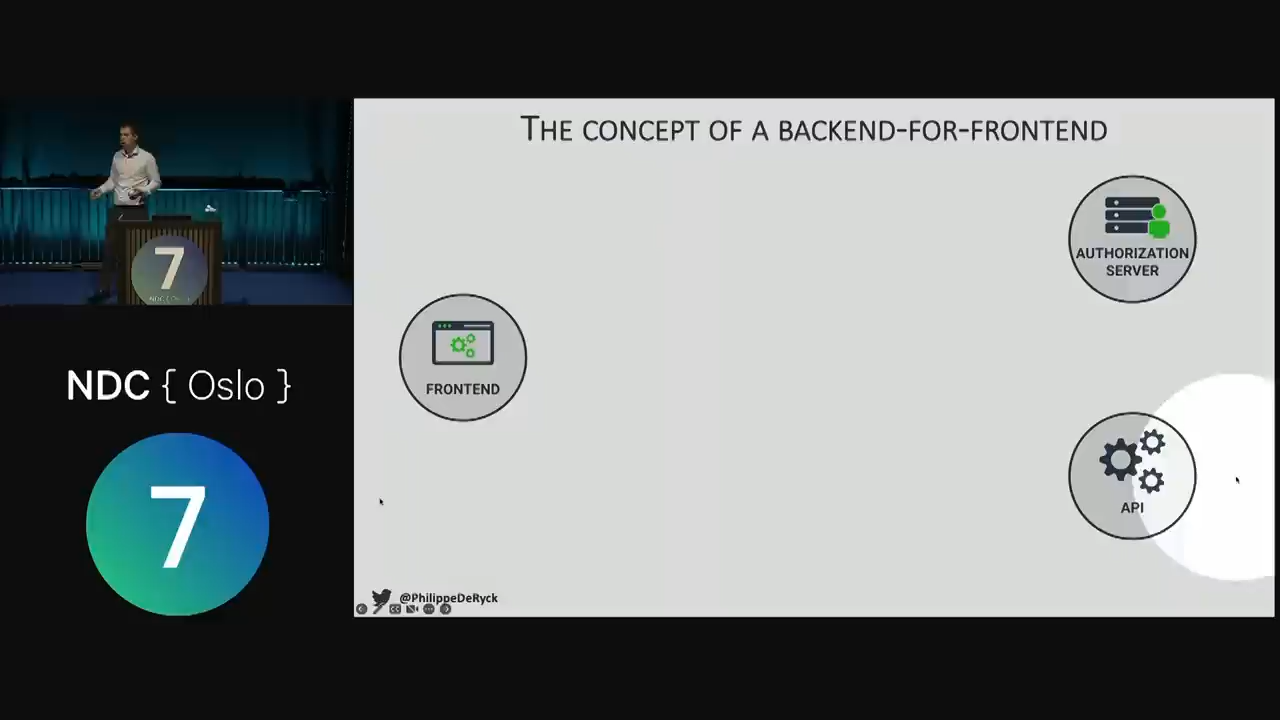 THE CONCEPT OF A BACKEND-FOR-FRONTEND
AUTHORIZATION
SERVER
FRONTEND
API
@PhilippeDeRyck
7
NDC { Oslo }
7